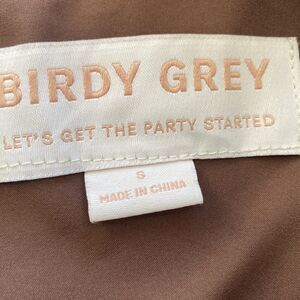 BIRDY GREY
LET'S GET THE PARTY STARTED
S
MADE IN CHINA